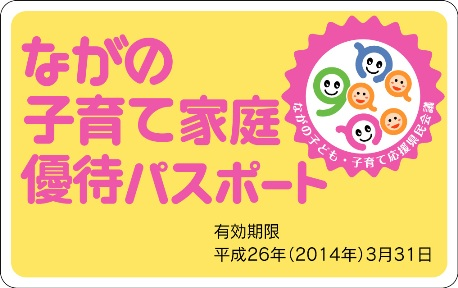 ながの
子育て家庭
優待パスポート
ながの子ども・子育て応援県民会議
有効期限
平成26年（2014年）3月31日